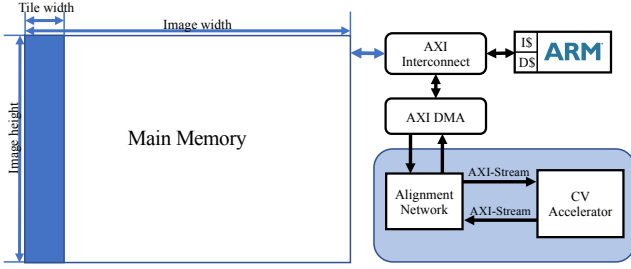 Tile width
Image width
Image height
Main Memory
AXI
Interconnect
I$
D$
ARM
AXI DMA
Alignment
Network
AXI-Stream
AXI-Stream
CV
Accelerator